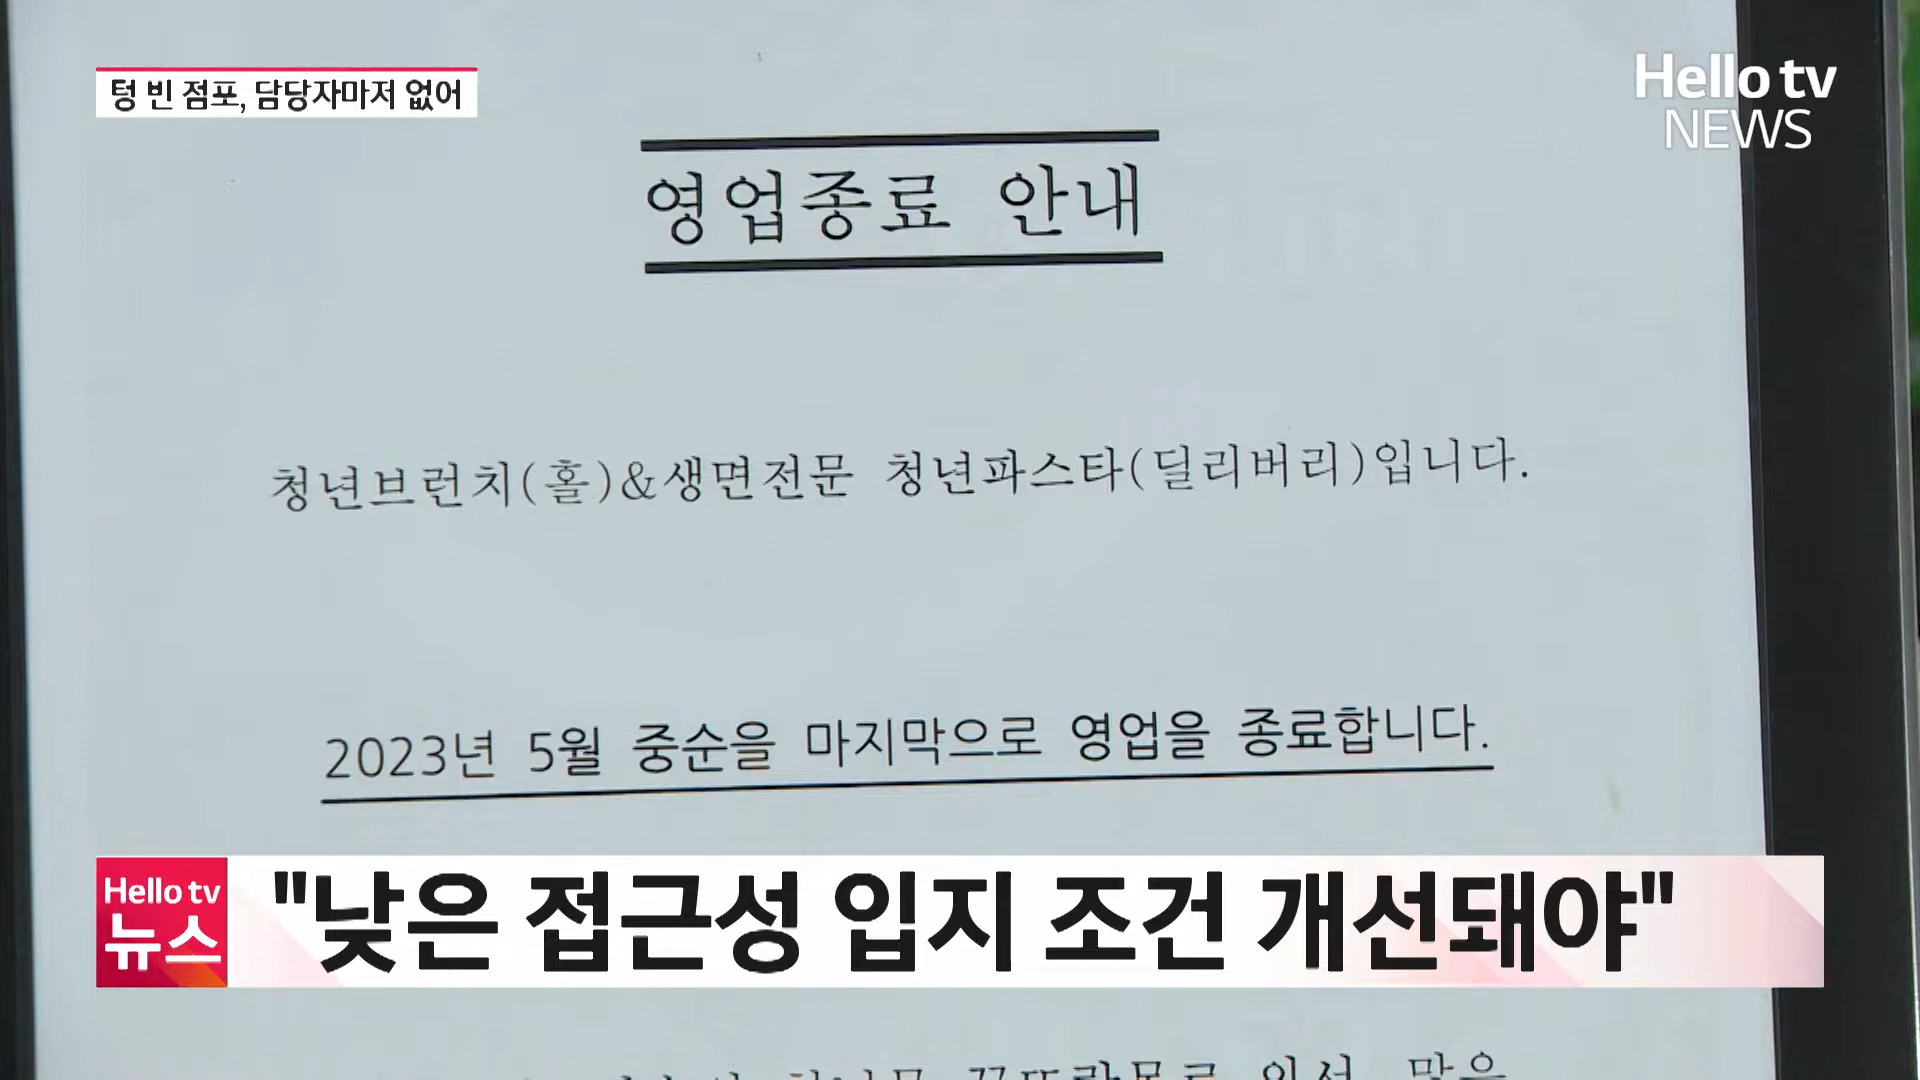 텅 빈 점포, 담당자마저 없어
Hello tv
NEWS
영업종료 안내
청년브런치(홀)&생면전문 청년파스타(딜리버리)입니다.
2023년 5월 중순을 마지막으로 영업을 종료합니다.
Hello tv
뉴스
"낮은 접근성 입지 조건 개선돼야"
많은